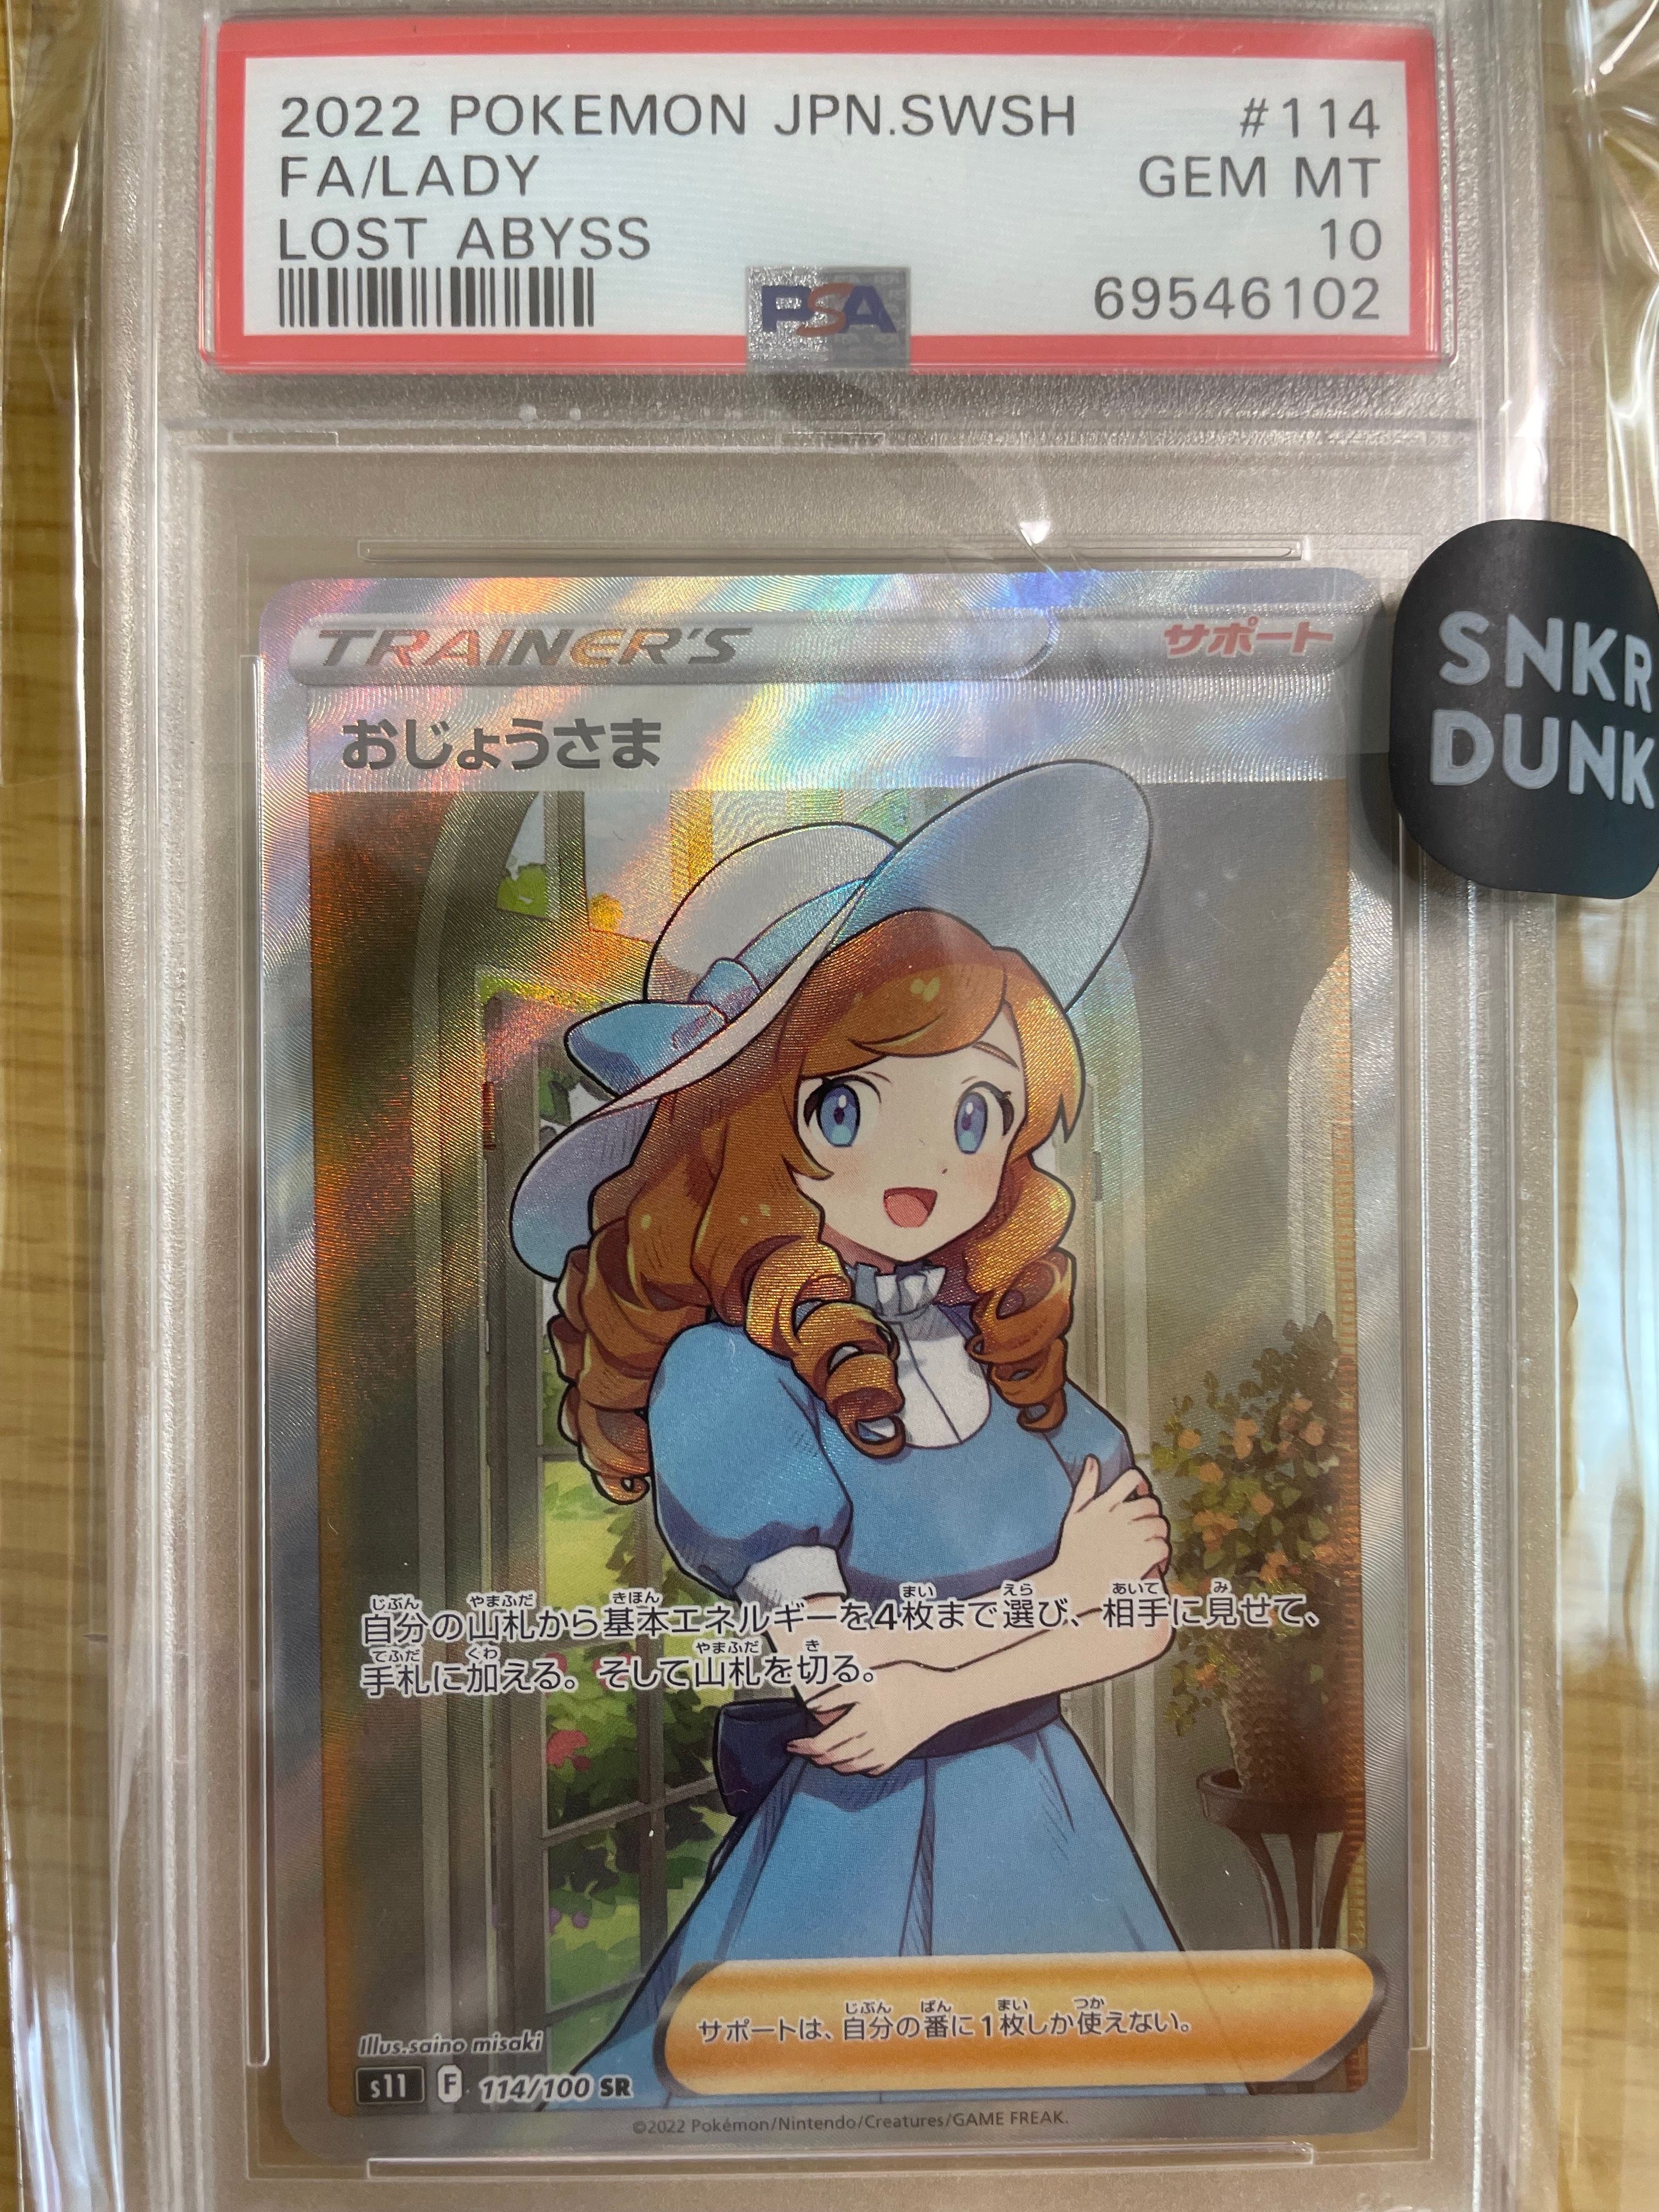 2022 POKEMON JPN.SWSH #114
FA/LADY GEM MT
LOST ABYSS 10
PSA 69546102
TRAINER'S サポート
おじょうさま
SNKR
DUNK
自分の山札から基本エネルギーを4枚まで選び、相手に見せて、
手札に加える。そして山札を切る。
サポートは、自分の番に1枚しか使えない。
Illus.saino misaki
s11 F 114/100 SR
©2022 Pokémon/Nintendo/Creatures/GAME FREAK.